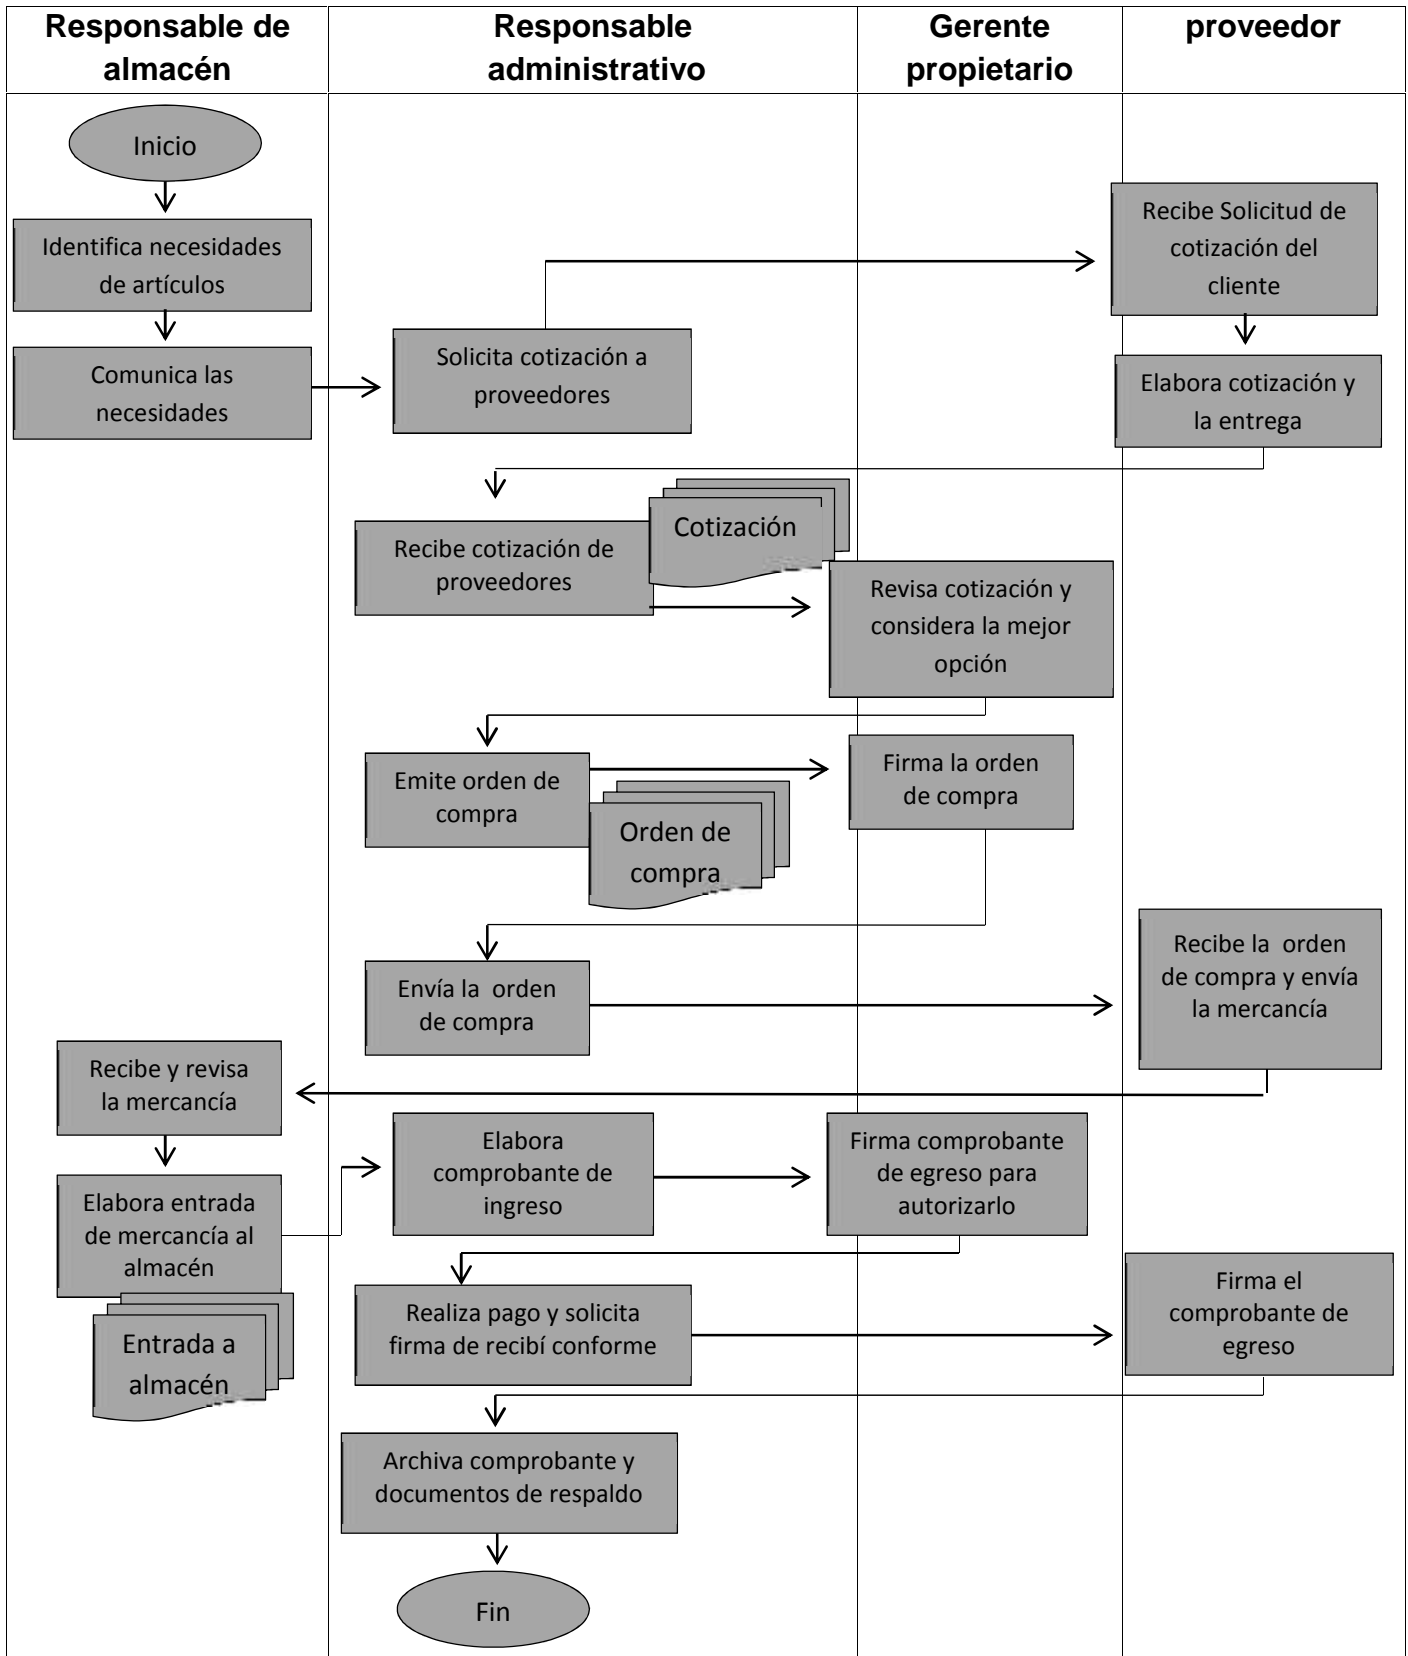 Responsable de
almacén
Responsable
administrativo
Gerente
propietario
proveedor
Inicio
Identifica necesidades
de artículos
Comunica las
necesidades
Solicita cotización a
proveedores
Recibe Solicitud de
cotización del
cliente
Elabora cotización y
la entrega
Recibe cotización de
proveedores
Cotización
Revisa cotización y
considera la mejor
opción
Emite orden de
compra
Orden de
compra
Firma la orden
de compra
Envía la orden
de compra
Recibe la orden
de compra y envía
la mercancía
Recibe y revisa
la mercancía
Elabora entrada
de mercancía al
almacén
Entrada a
almacén
Elabora
comprobante de
ingreso
Firma comprobante
de egreso para
autorizarlo
Realiza pago y solicita
firma de recibí conforme
Firma el
comprobante de
egreso
Archiva comprobante y
documentos de respaldo
Fin